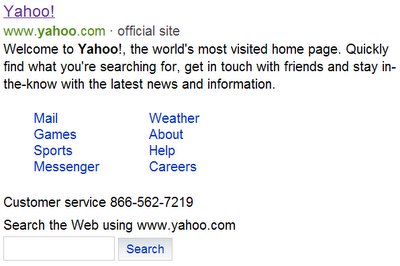 Yahoo!
www.yahoo.com · official site
Welcome to Yahoo!, the world's most visited home page. Quickly
find what you're searching for, get in touch with friends and stay in-
the-know with the latest news and information.
Mail Weather
Games About
Sports Help
Messenger Careers
Customer service 866-562-7219
Search the Web using www.yahoo.com
Search